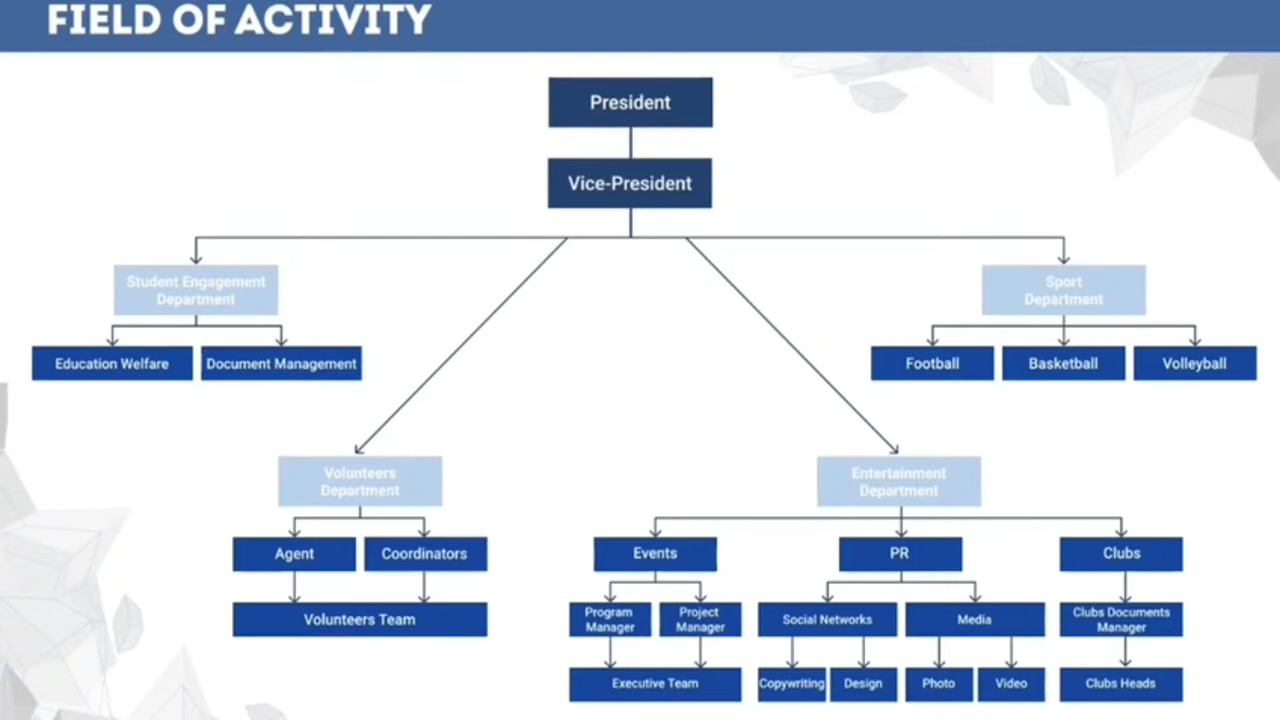 FIELD OF ACTIVITY
President
Vice-President
Student Engagement
Department
Sport
Department
Education Welfare
Document Management
Football
Basketball
Volleyball
Volunteers
Department
Entertainment
Department
Agent
Coordinators
Events
PR
Clubs
Volunteers Team
Program
Manager
Project
Manager
Social Networks
Media
Clubs Documents
Manager
Executive Team
Copywriting
Design
Photo
Video
Clubs Heads